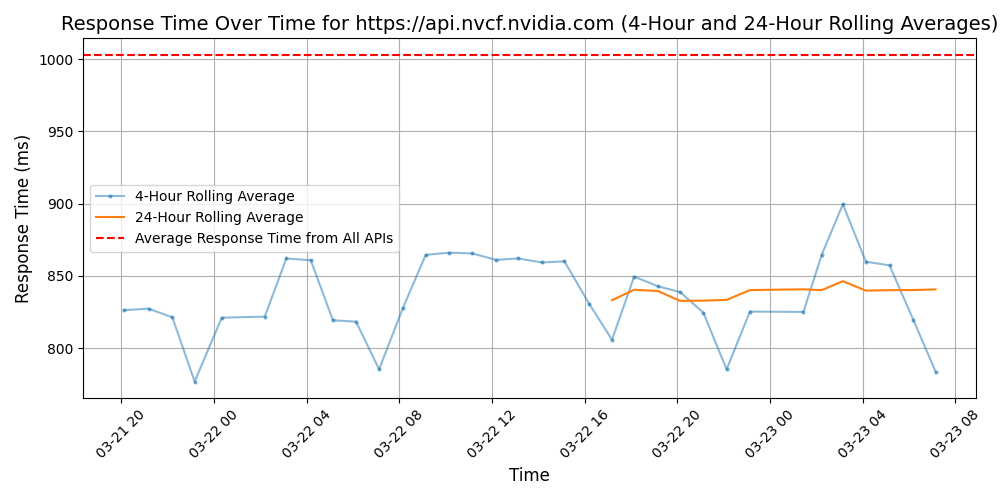 Response Time Over Time for https://api.nvcf.nvidia.com (4-Hour and 24-Hour Rolling Averages)
Response Time (ms)
1000
950
900
850
800
4-Hour Rolling Average
24-Hour Rolling Average
Average Response Time from All APIs
03-21 20
03-22 00
03-22 04
03-22 08
03-22 12
03-22 16
03-22 20
03-23 00
03-23 04
03-23 08
Time